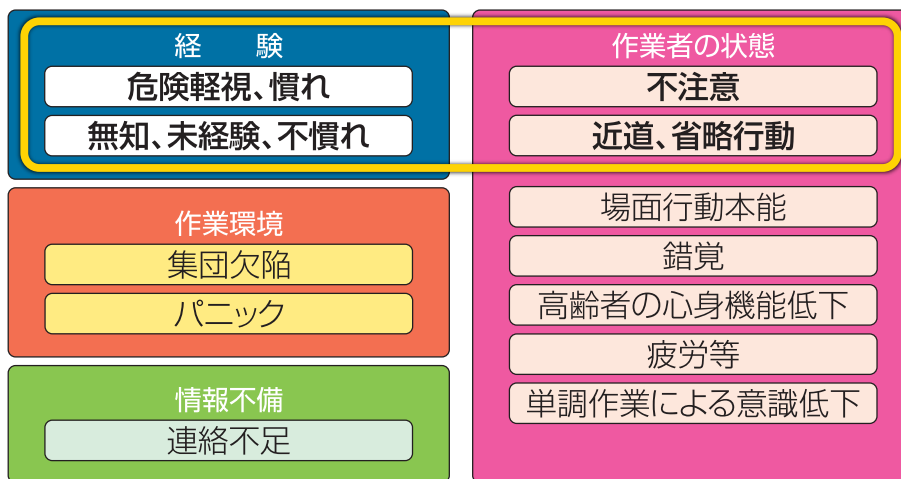 経　験
危険軽視、慣れ
無知、未経験、不慣れ
作業環境
集団欠陥
パニック
情報不備
連絡不足
作業者の状態
不注意
近道、省略行動
場面行動本能
錯覚
高齢者の心身機能低下
疲労等
単調作業による意識低下